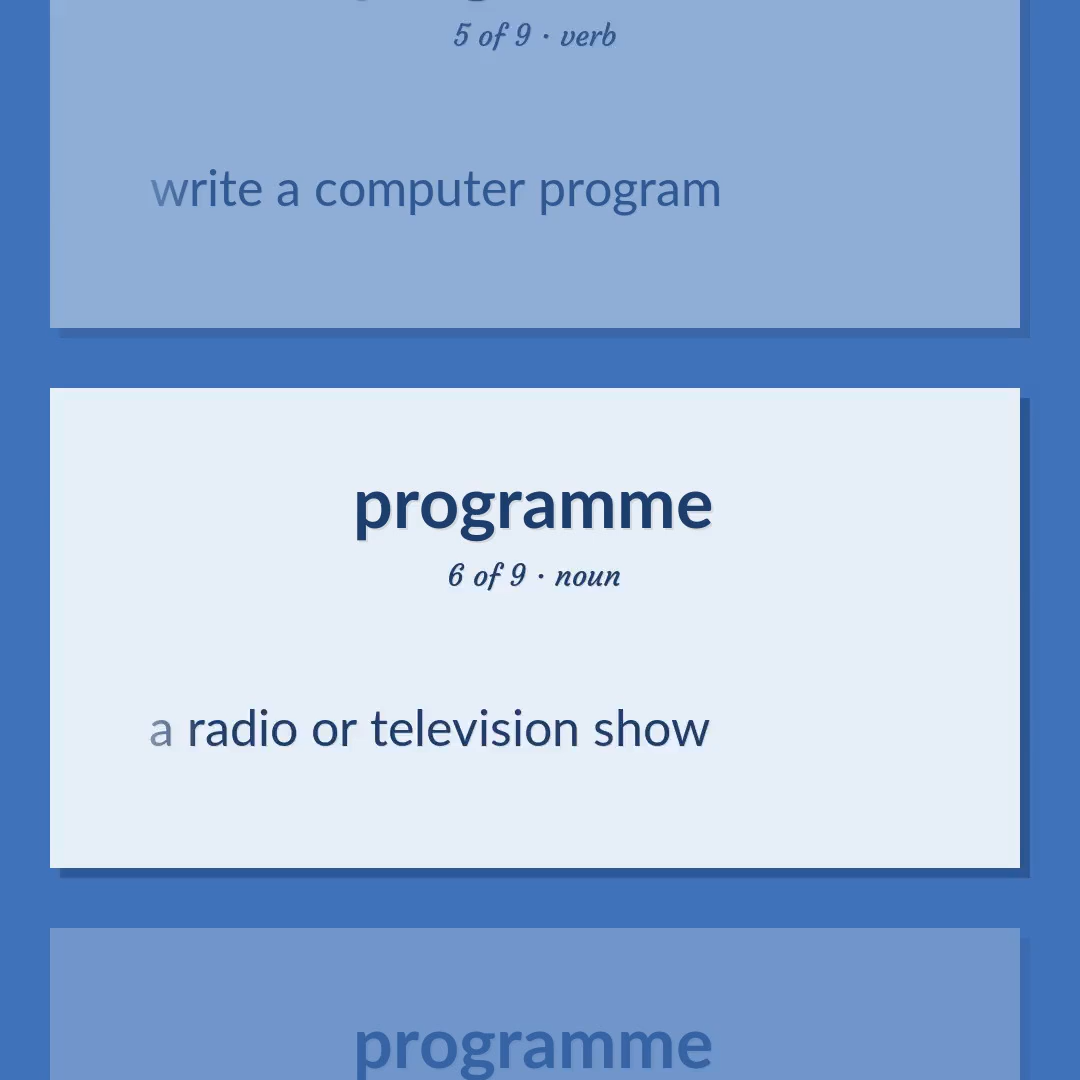 5 of 9 · verb
write a computer program
programme
6 of 9 · noun
a radio or television show
programme